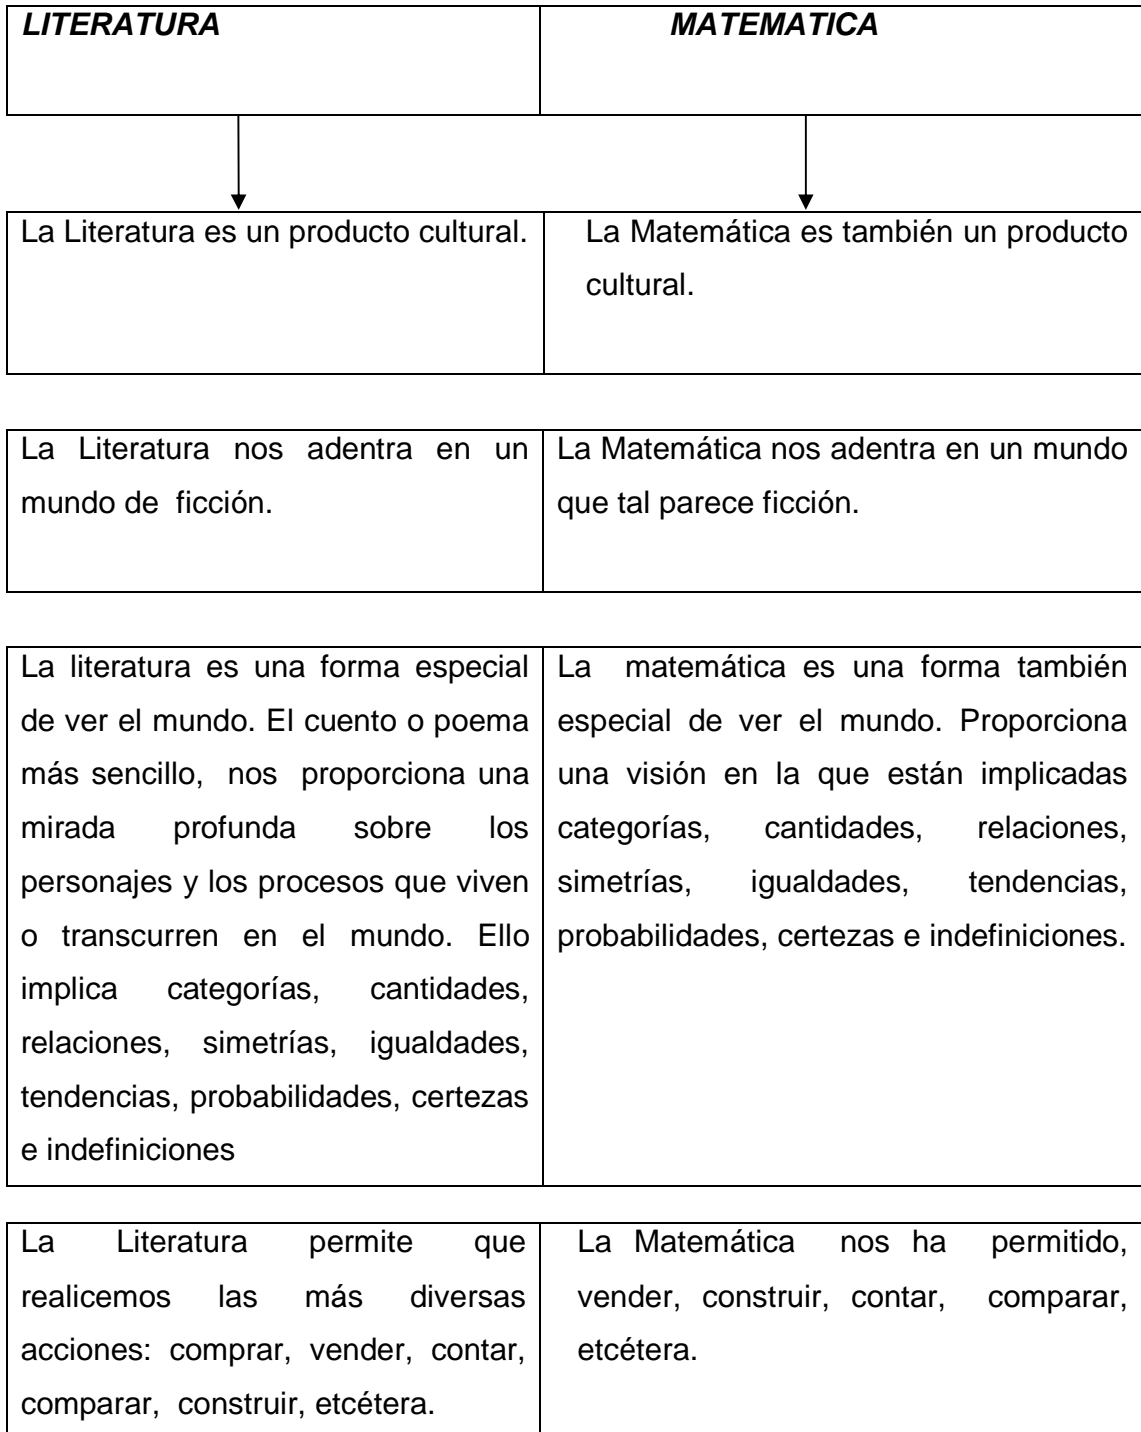 LITERATURA
MATEMATICA
La Literatura es un producto cultural.
La Matemática es también un producto
cultural.
La Literatura nos adentra en un
mundo de ficción.
La Matemática nos adentra en un mundo
que tal parece ficción.
La literatura es una forma especial
de ver el mundo. El cuento o poema
más sencillo, nos proporciona una
mirada profunda sobre los
personajes y los procesos que viven
o transcurren en el mundo. Ello
implica categorías, cantidades,
relaciones, simetrías, igualdades,
tendencias, probabilidades, certezas
e indefiniciones
La matemática es una forma también
especial de ver el mundo. Proporciona
una visión en la que están implicadas
categorías, cantidades, relaciones,
simetrías, igualdades, tendencias,
probabilidades, certezas e indefiniciones.
La Literatura permite que
realicemos las más diversas
acciones: comprar, vender, contar,
comparar, construir, etcétera.
La Matemática nos ha permitido,
vender, construir, contar, comparar,
etcétera.